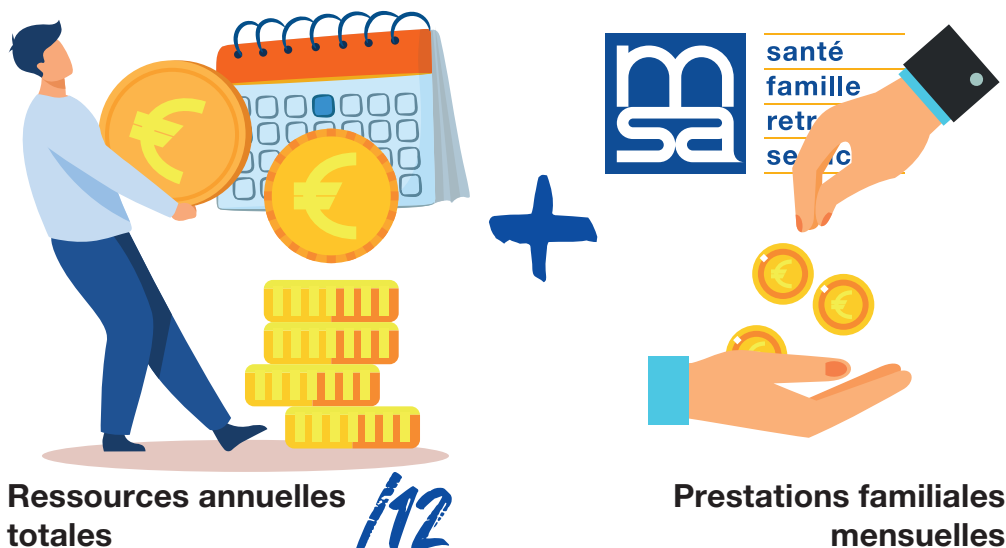 msa
santé
famille
Ressources annuelles
totales
/12
+
Prestations familiales
mensuelles